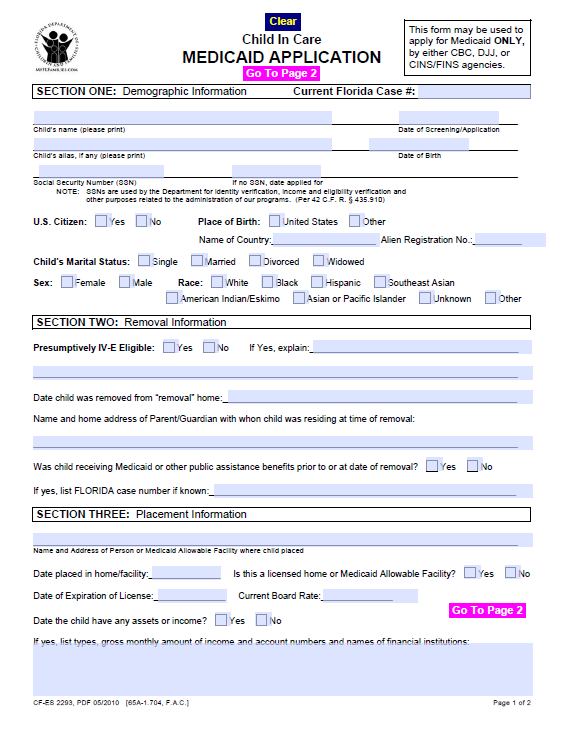 Clear
Child In Care
MEDICAID APPLICATION
Go To Page 2
This form may be used to
apply for Medicaid ONLY,
by either CBC, DJJ, or
CINS/FINS agencies.
MYFLFAMILIES.COM
SECTION ONE: Demographic Information Current Florida Case #:
Child's name (please print) Date of Screening/Application
Child's alias, if any (please print) Date of Birth
Social Security Number (SSN) If no SSN, date applied for
NOTE: SSNs are used by the Department for identity verification, income and eligibility verification and
other purposes related to the administration of our programs. (Per 42 C.F.R. § 435.910)
U.S. Citizen: Yes No Place of Birth: United States Other
Name of Country: Alien Registration No.:
Child's Marital Status: Single Married Divorced Widowed
Sex: Female Male Race: White Black Hispanic Southeast Asian
American Indian/Eskimo Asian or Pacific Islander Unknown Other
SECTION TWO: Removal Information
Presumptively IV-E Eligible: Yes No If Yes, explain:
Date child was removed from "removal" home:
Name and home address of Parent/Guardian with whon child was residing at time of removal:
Was child receiving Medicaid or other public assistance benefits prior to or at date of removal? Yes No
If yes, list FLORIDA case number if known:
SECTION THREE: Placement Information
Name and Address of Person or Medicaid Allowable Facility where child placed
Date placed in home/facility: Is this a licensed home or Medicaid Allowable Facility? Yes No
Date of Expiration of License: Current Board Rate:
Go To Page 2
Date the child have any assets or income? Yes No
If yes, list types, gross monthly amount of income and account numbers and names of financial institutions:
CF-ES 2293, PDF 05/2010 [65A-1.704, F.A.C.] Page 1 of 2